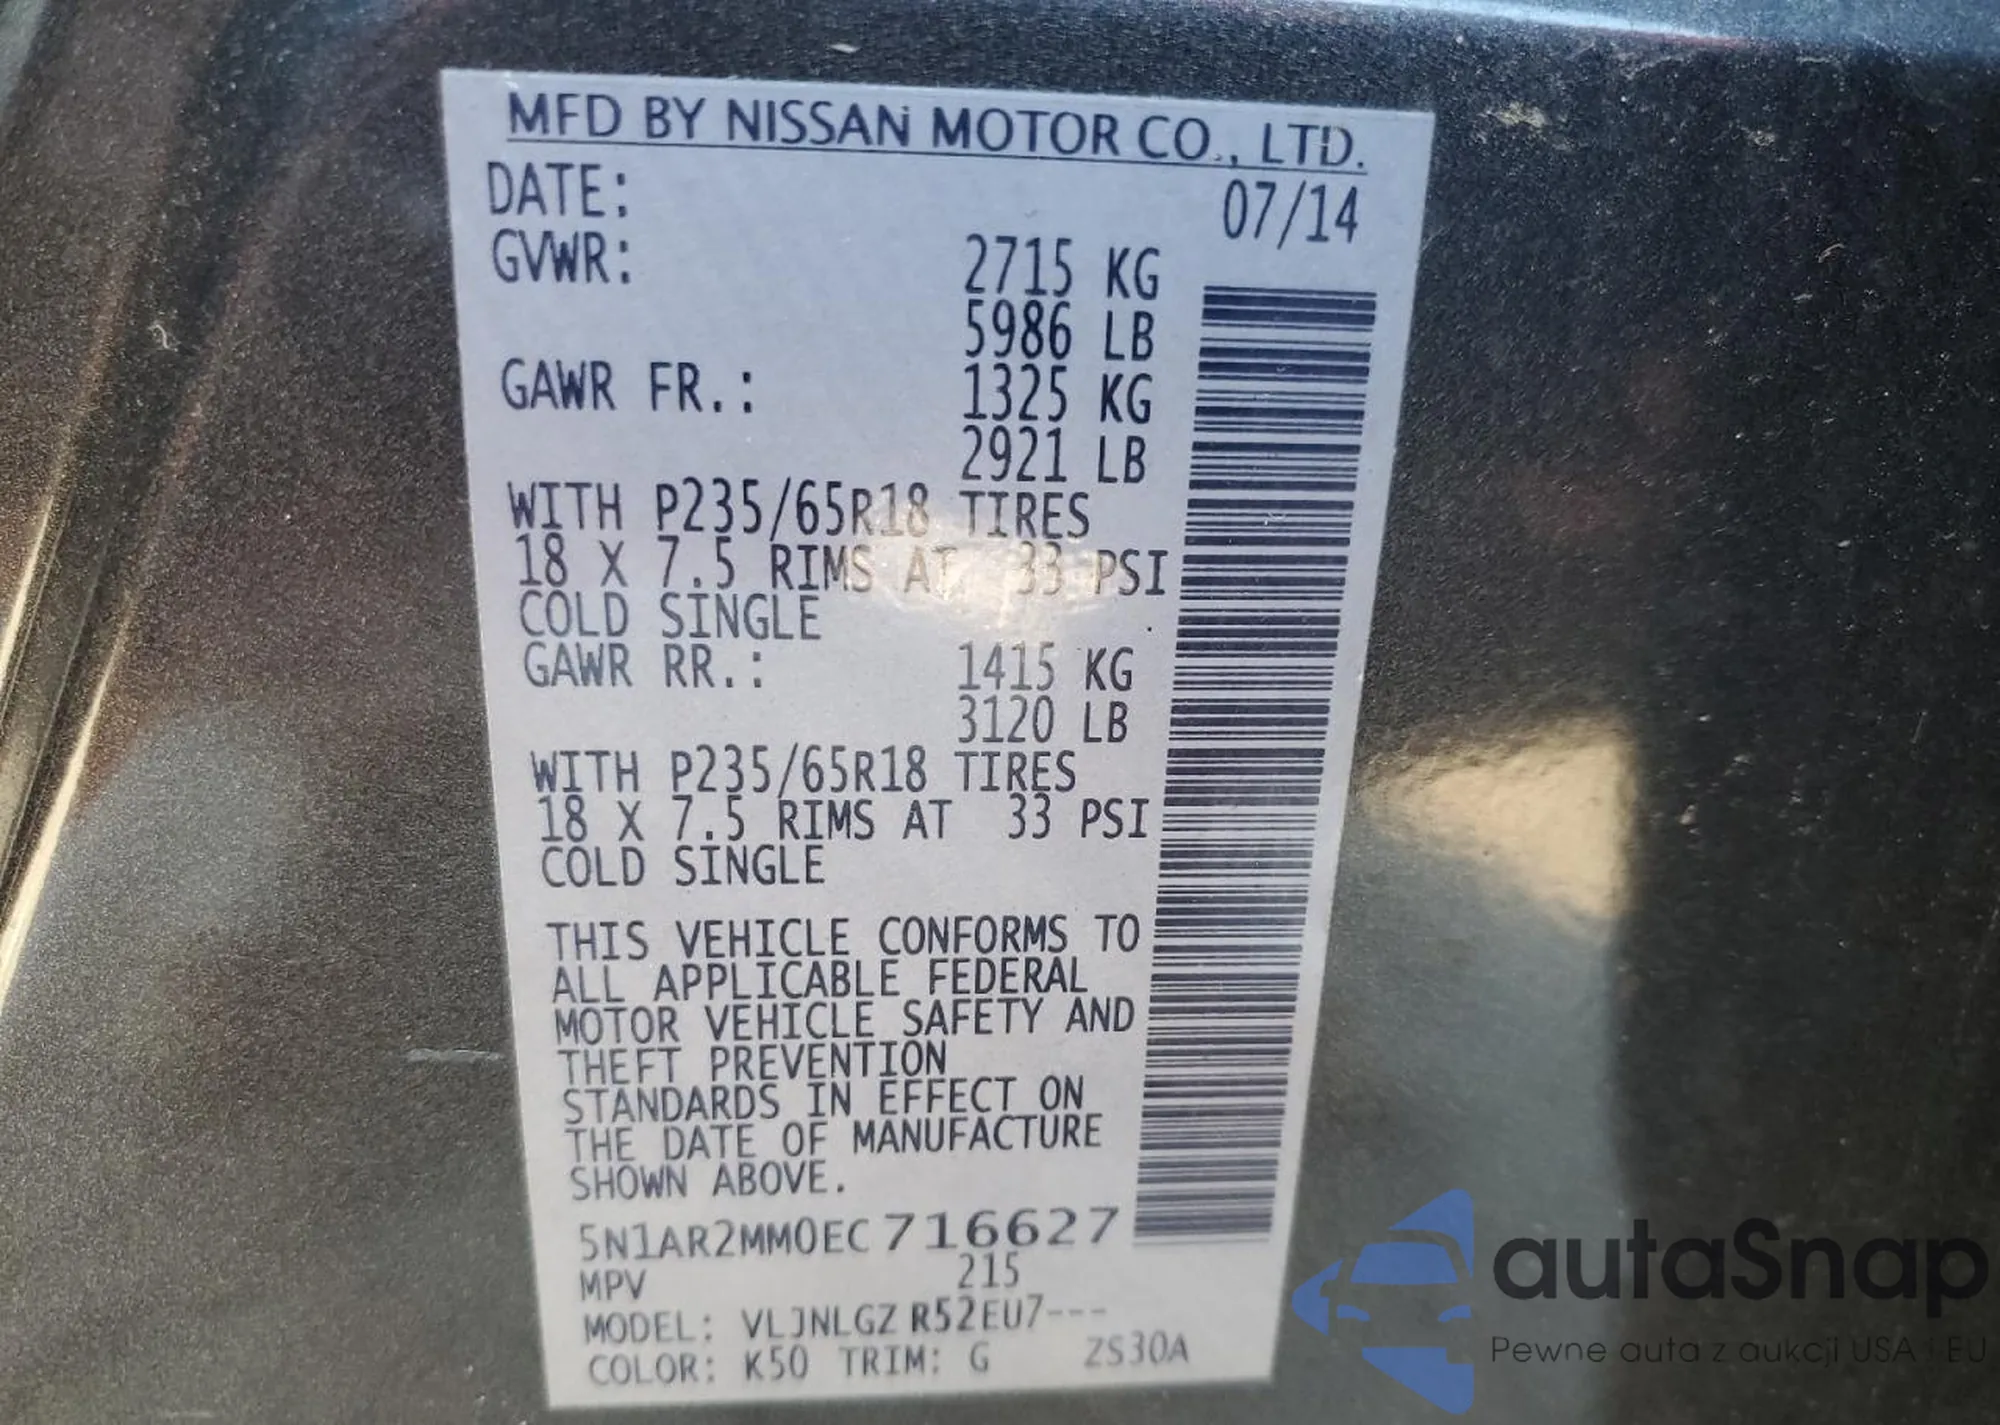 MFD BY NISSAN MOTOR CO., LTD.
DATE: 07/14
GVWR: 2715 KG
5986 LB
GAWR FR.: 1325 KG
2921 LB
WITH P235/65R18 TIRES
18 X 7.5 RIMS AT 33 PSI
COLD SINGLE
GAWR RR.: 1415 KG
3120 LB
WITH P235/65R18 TIRES
18 X 7.5 RIMS AT 33 PSI
COLD SINGLE
THIS VEHICLE CONFORMS TO
ALL APPLICABLE FEDERAL
MOTOR VEHICLE SAFETY AND
THEFT PREVENTION
STANDARDS IN EFFECT ON
THE DATE OF MANUFACTURE
SHOWN ABOVE.
5N1AR2MM0EC716627
MPV 215
MODEL: VLJNLGZ R52EU7---
COLOR: K50 TRIM: G ZS30A
autaSnap
Pewne auta z aukcji USA i EU